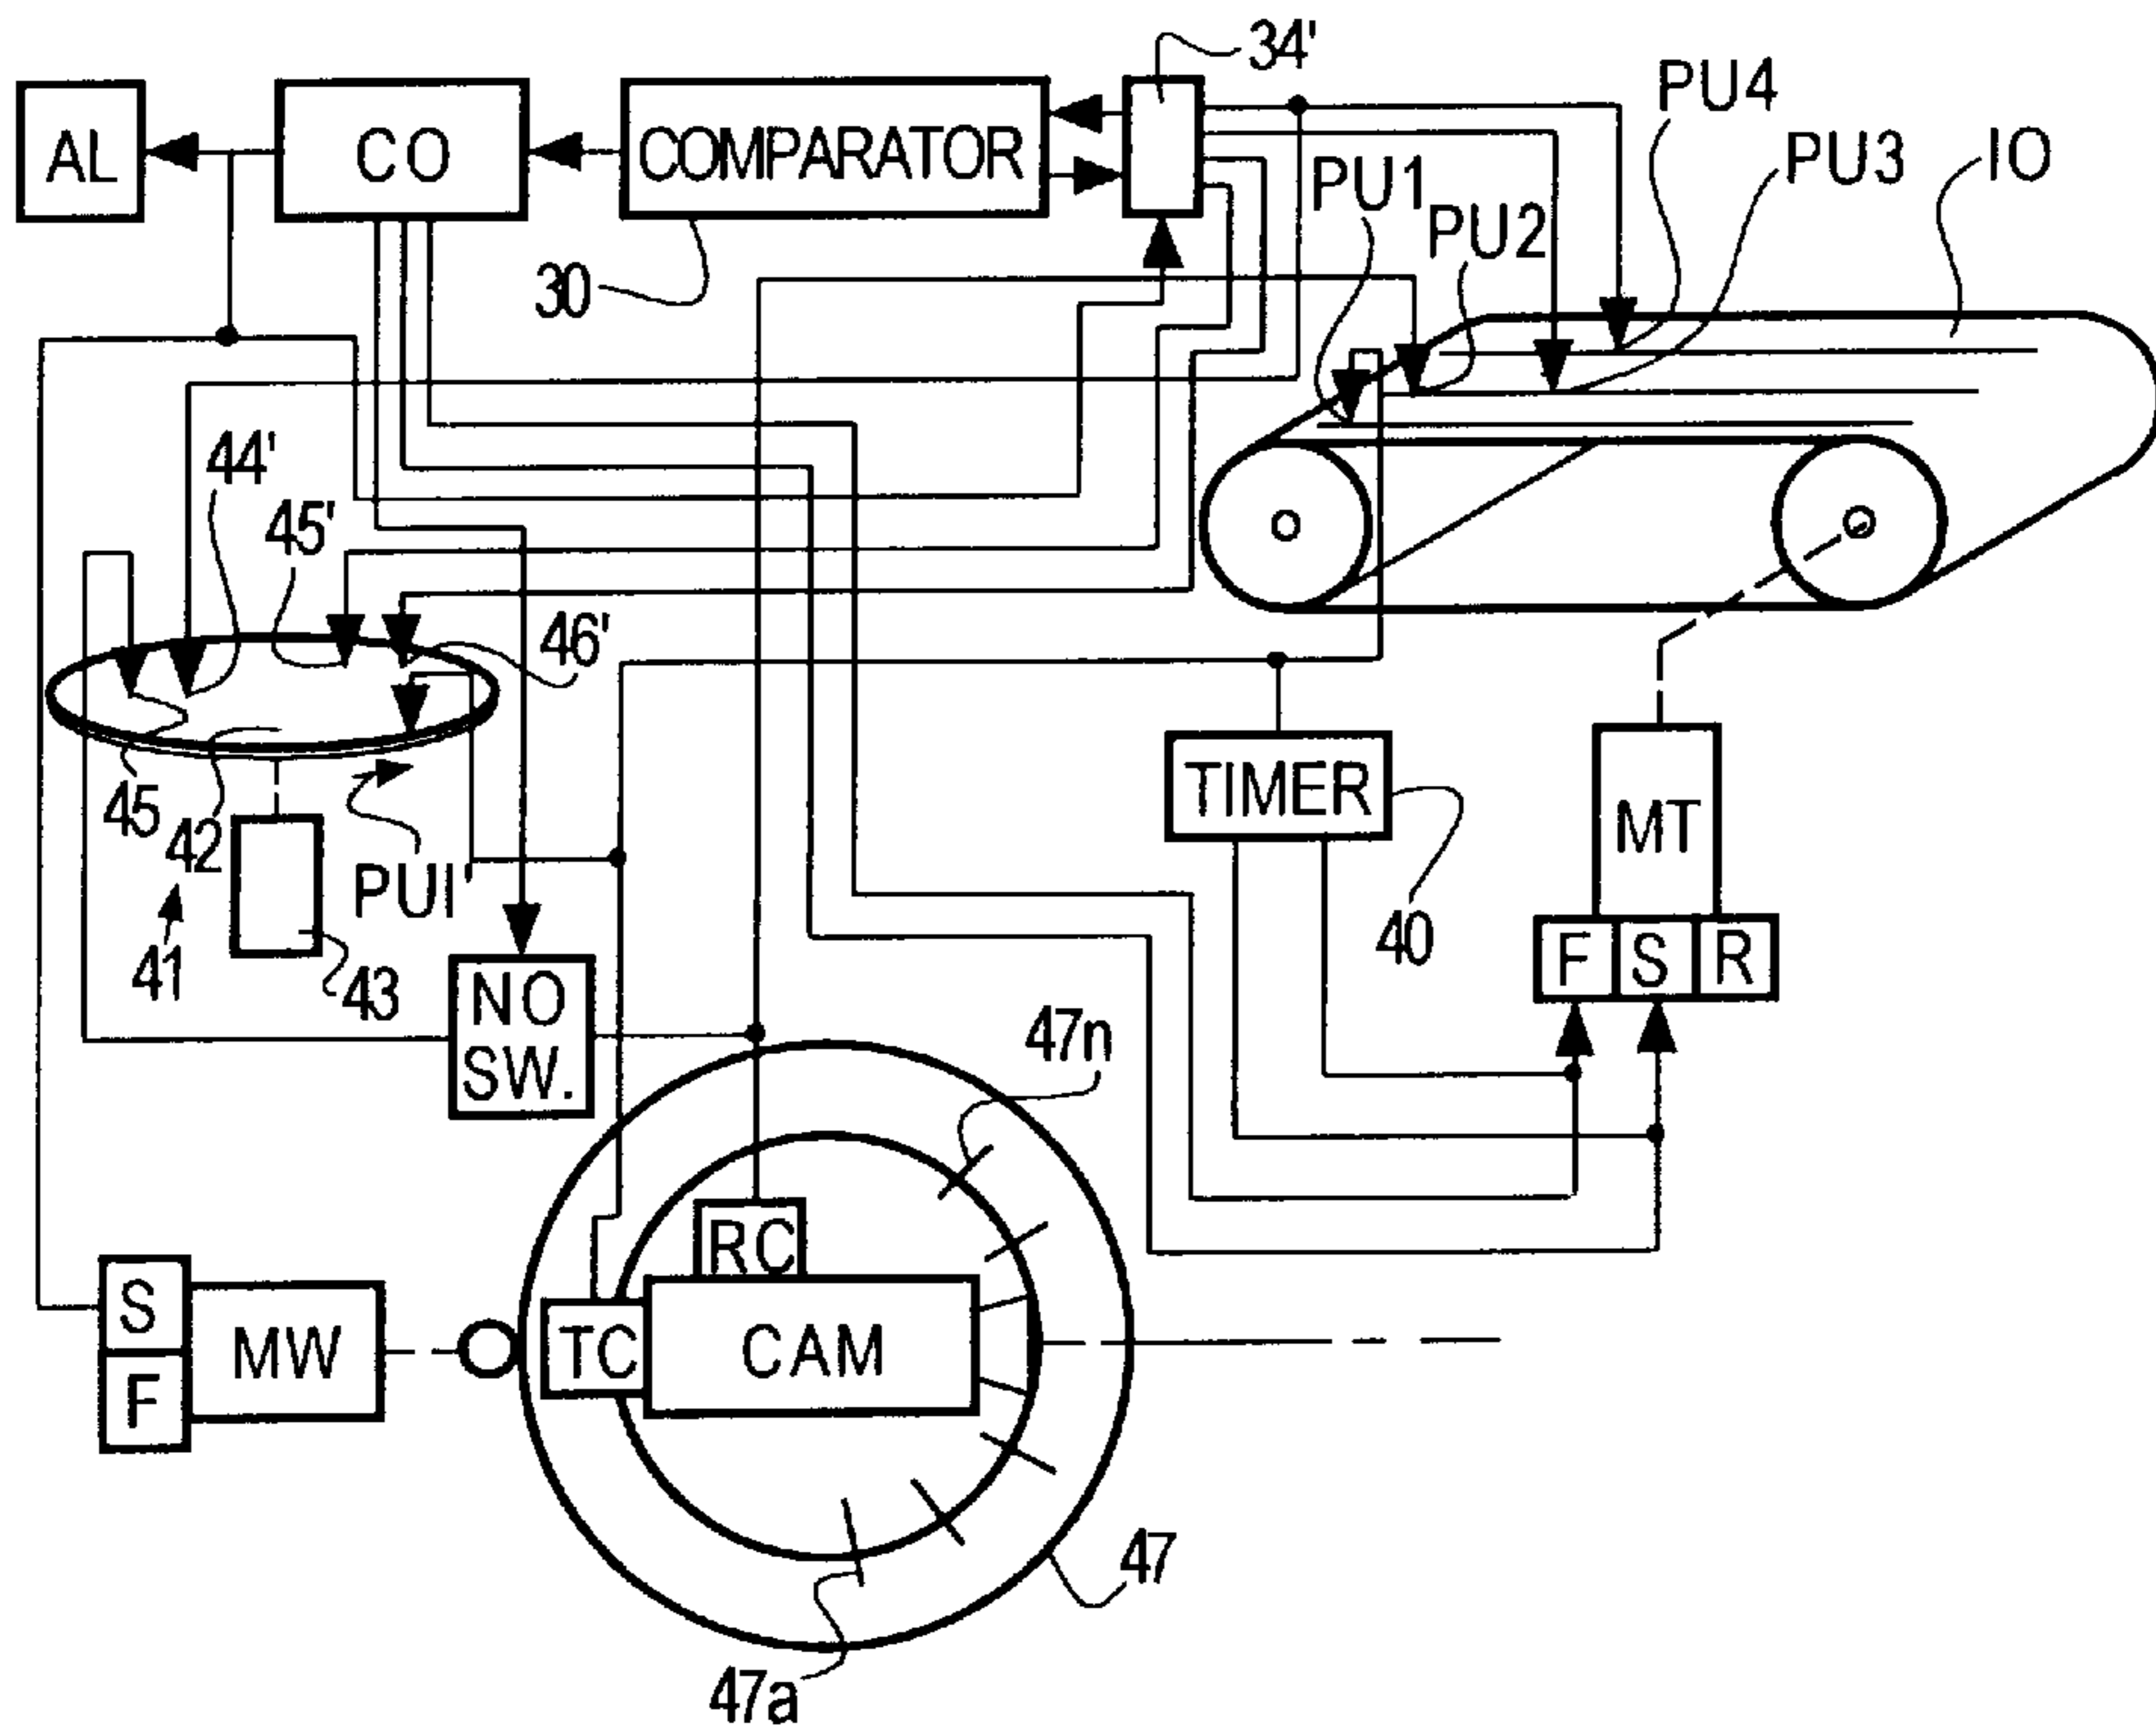 34'
PU4
AL
CO
COMPARATOR
PU1
PU3
IO
PU2
30
44'
45'
46'
45
42
TIMER
MT
PUI'
41
43
40
F S R
NO
SW.
47n
RC
S
MW
TC
CAM
F
47
47a